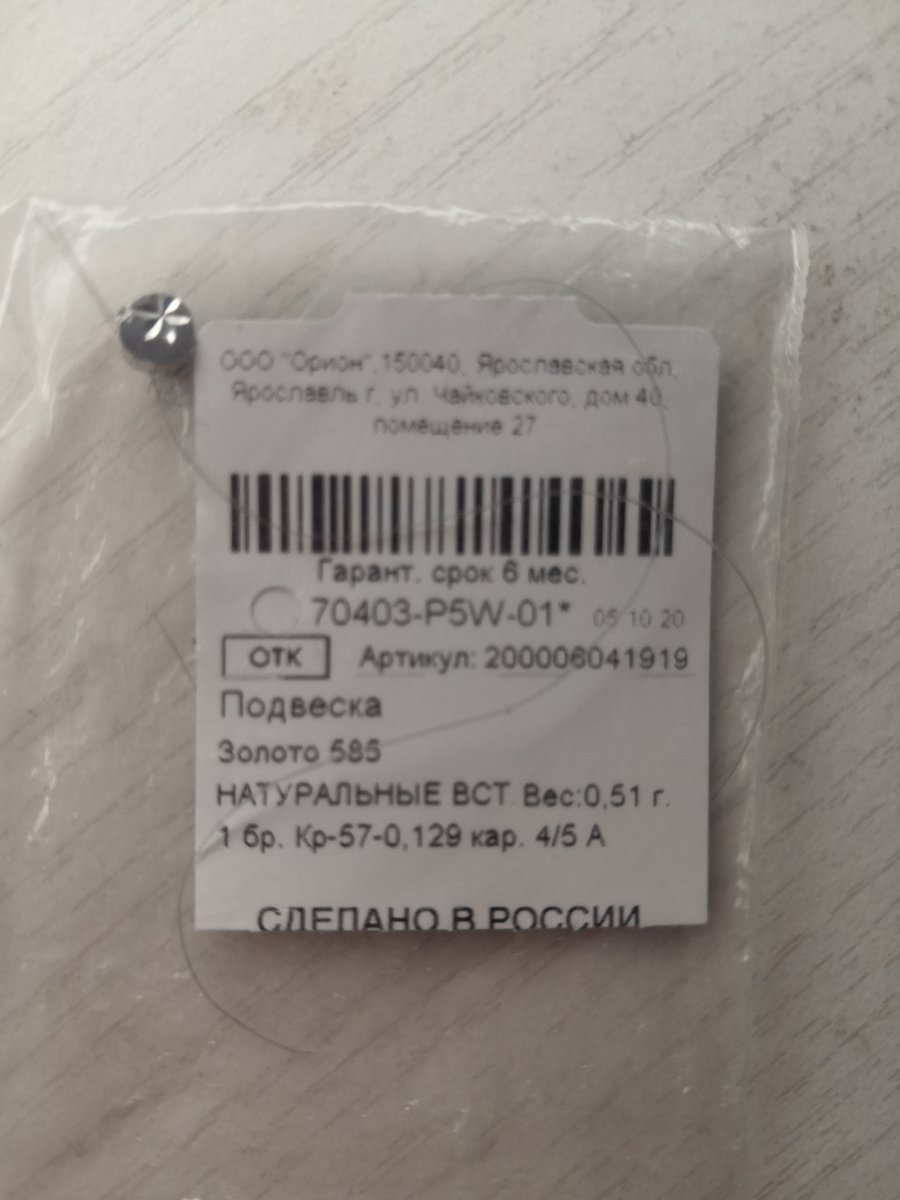 ООО "Орион",150040, Ярославская обл,
Ярославль г, ул. Чайковского, дом 40,
помещение 27
Гарант. срок 6 мес.
70403-P5W-01* 05 10 20
ОТК Артикул: 200006041919
Подвеска
Золото 585
НАТУРАЛЬНЫЕ ВСТ Вес:0,51 г.
1 бр. Кр-57-0,129 кар. 4/5 А
СДЕЛАНО В РОССИИ